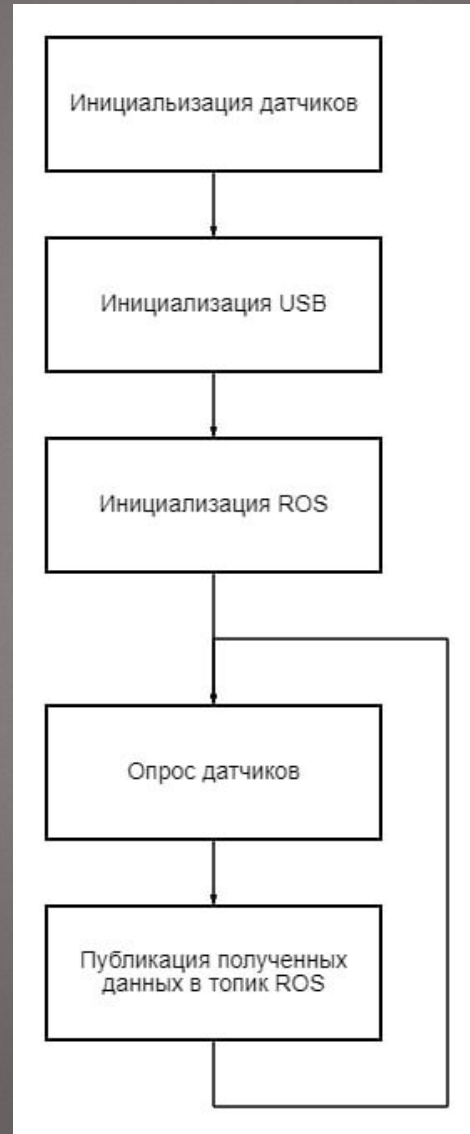 Инициальизация датчиков
Инициализация USB
Инициализация ROS
Опрос датчиков
Публикация полученных
данных в топик ROS